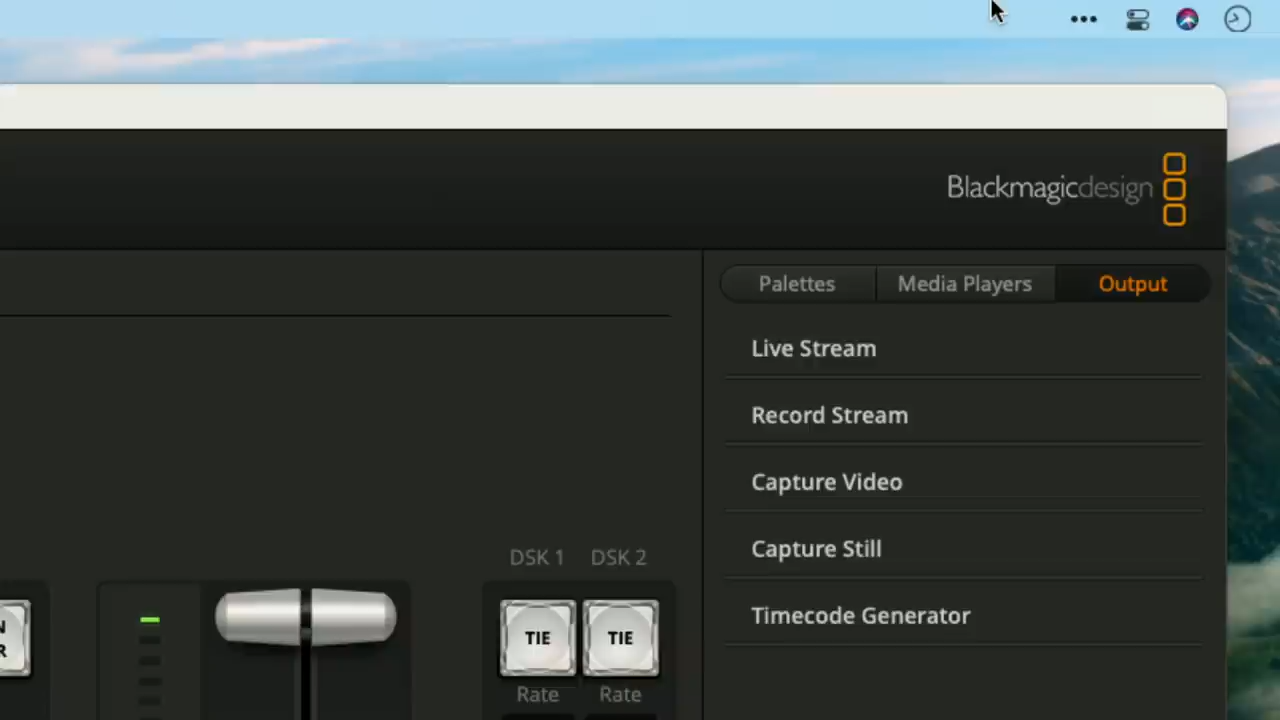 Blackmagicdesign
Palettes Media Players Output
Live Stream
Record Stream
Capture Video
Capture Still
DSK 1 DSK 2
Timecode Generator
TIE TIE
Rate Rate